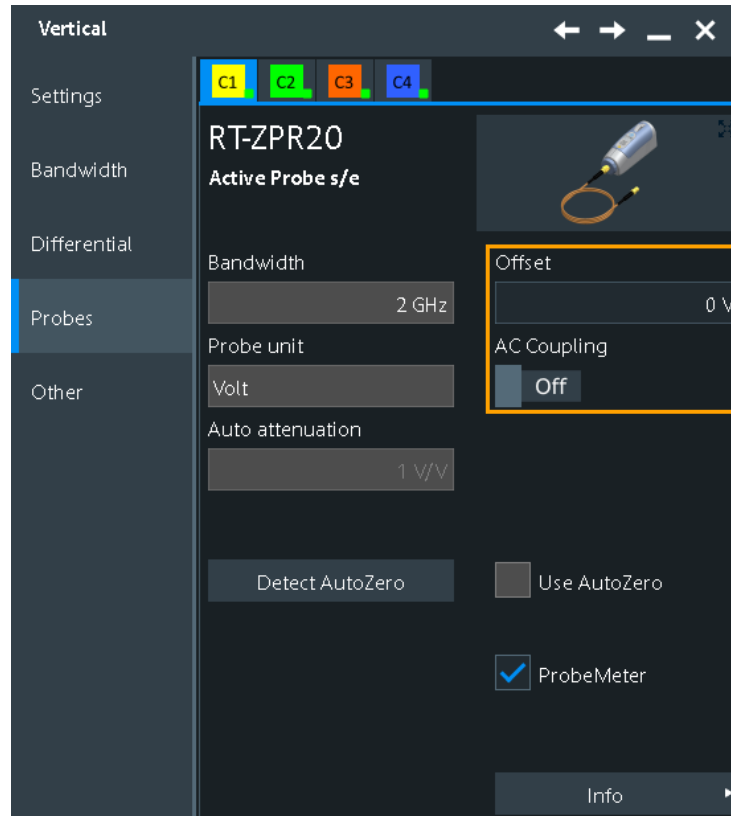 Vertical
Settings
Bandwidth
Differential
Probes
Other
C1 C2 C3 C4
RT-ZPR20
Active Probe s/e
Bandwidth
2 GHz
Probe unit
Volt
Auto attenuation
1 V/V
Detect AutoZero
Offset
0 V
AC Coupling
Off
Use AutoZero
ProbeMeter
Info